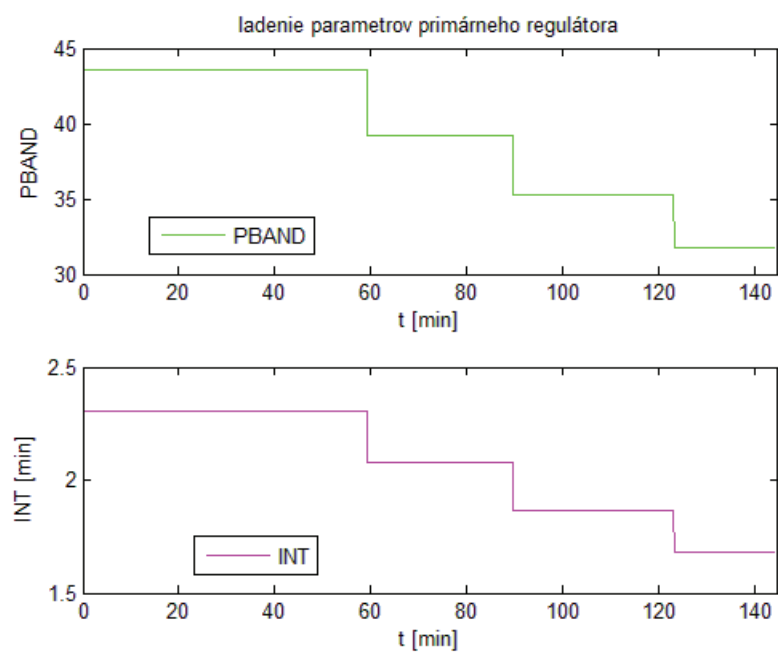 ladenie parametrov primárneho regulátora
45
40
35
30
PBAND
PBAND
0 20 40 60 80 100 120 140
t [min]
2.5
2
1.5
INT [min]
INT
0 20 40 60 80 100 120 140
t [min]